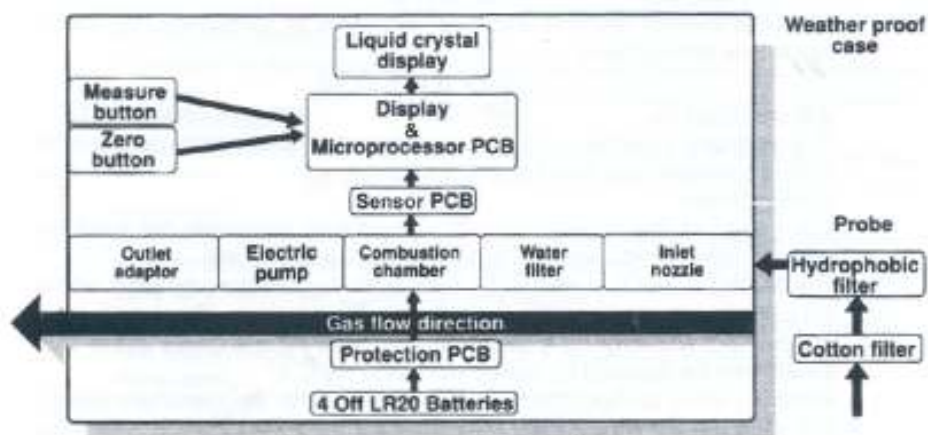 Liquid crystal
display
Weather proof
case
Measure
button
Zero
button
Display
&
Microprocessor PCB
Sensor PCB
Probe
Outlet
adaptor
Electric
pump
Combustion
chamber
Water
filter
Inlet
nozzle
Hydrophobic
filter
Gas flow direction
Protection PCB
Cotton filter
4 Off LR20 Batteries